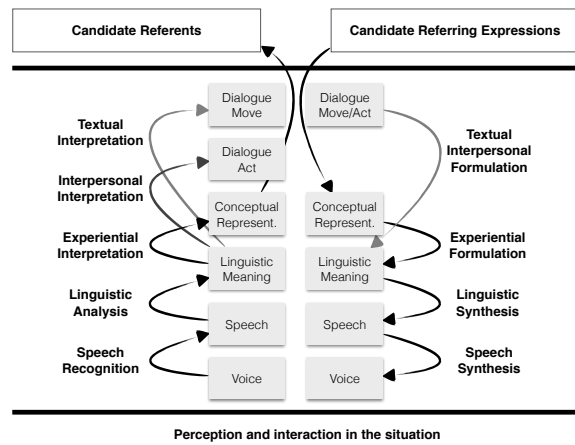 Candidate Referents
Candidate Referring Expressions
Dialogue
Move
Dialogue
Move/Act
Textual
Interpretation
Textual
Interpersonal
Formulation
Dialogue
Act
Interpersonal
Interpretation
Conceptual
Represent.
Conceptual
Represent.
Experiential
Interpretation
Experiential
Formulation
Linguistic
Meaning
Linguistic
Meaning
Linguistic
Analysis
Linguistic
Synthesis
Speech
Speech
Speech
Recognition
Speech
Synthesis
Voice
Voice
Perception and interaction in the situation